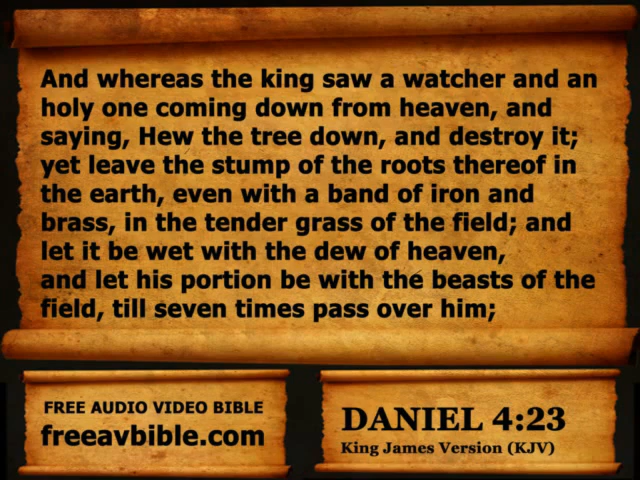 And whereas the king saw a watcher and an
holy one coming down from heaven, and
saying, Hew the tree down, and destroy it;
yet leave the stump of the roots thereof in
the earth, even with a band of iron and
brass, in the tender grass of the field; and
let it be wet with the dew of heaven,
and let his portion be with the beasts of the
field, till seven times pass over him;
FREE AUDIO VIDEO BIBLE
freeavbible.com
DANIEL 4:23
King James Version (KJV)